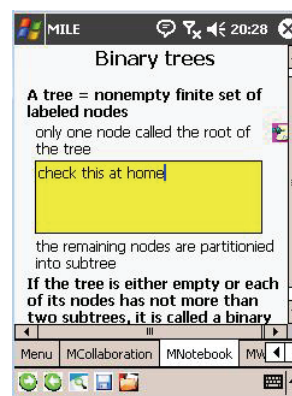 MILE 20:28
Binary trees
A tree = nonempty finite set of
labeled nodes
only one node called the root of
the tree
check this at home
the remaining nodes are partitionied
into subtree
If the tree is either empty or each
of its nodes has not more than
two subtrees, it is called a binary
Menu MCollaboration MNotebook